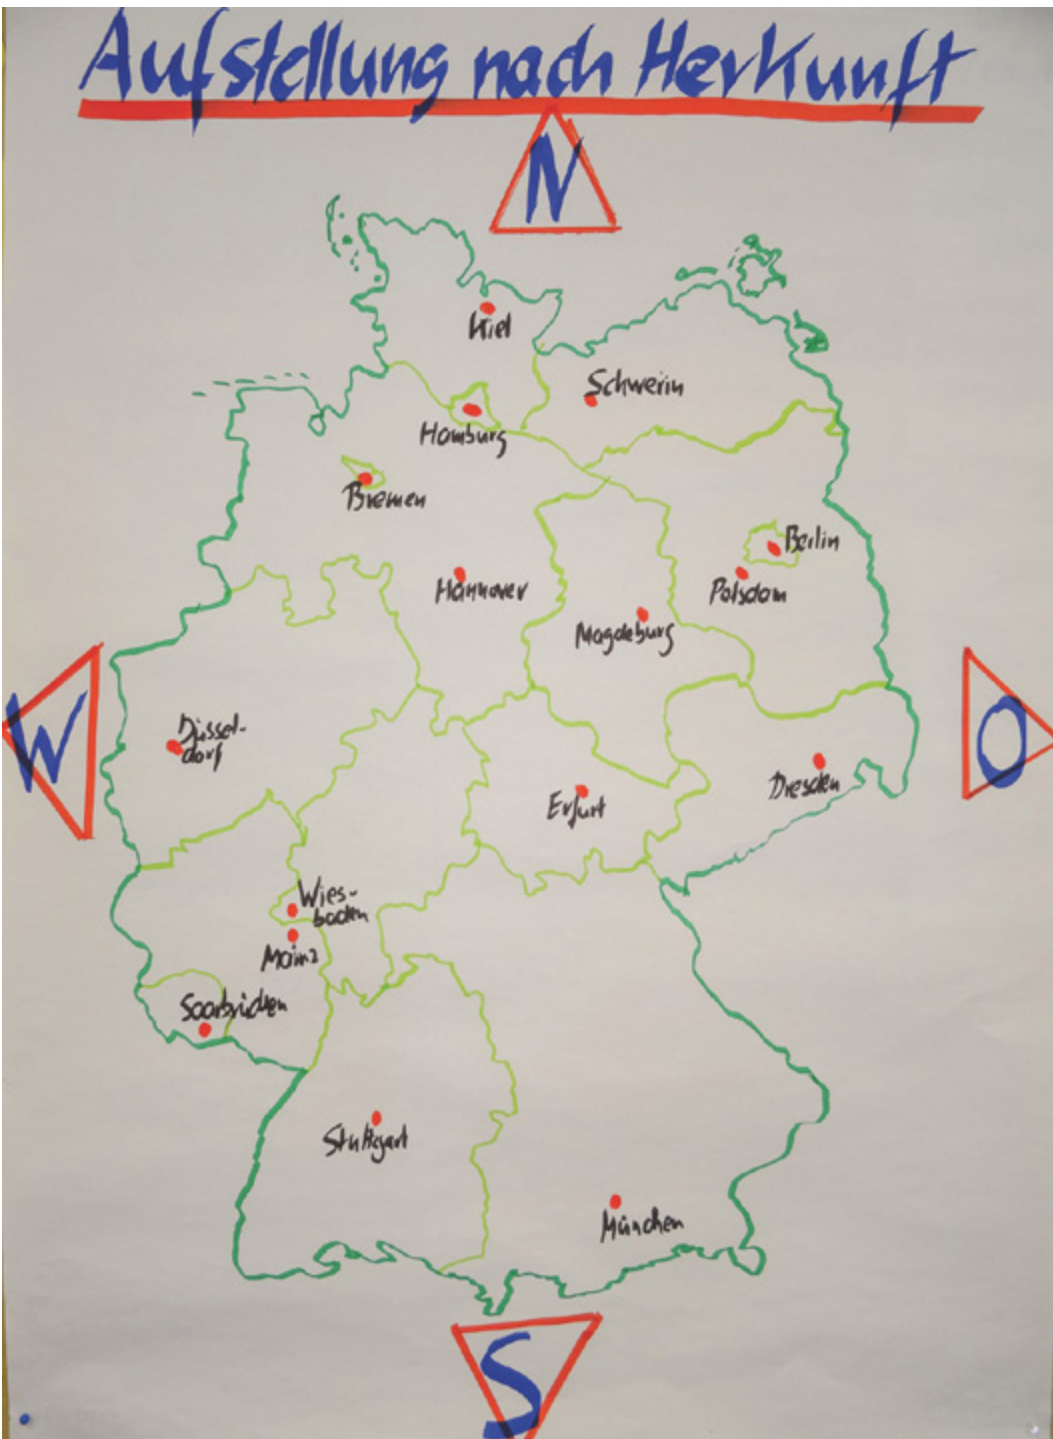 Aufstellung nach Herkunft
N
Kiel
Schwerin
Hamburg
Bremen
Berlin
Hannover
Potsdam
Magdeburg
W
O
Düssel-
dorf
Dresden
Erfurt
Wies-
baden
Mainz
Saarbrücken
Stuttgart
München
S